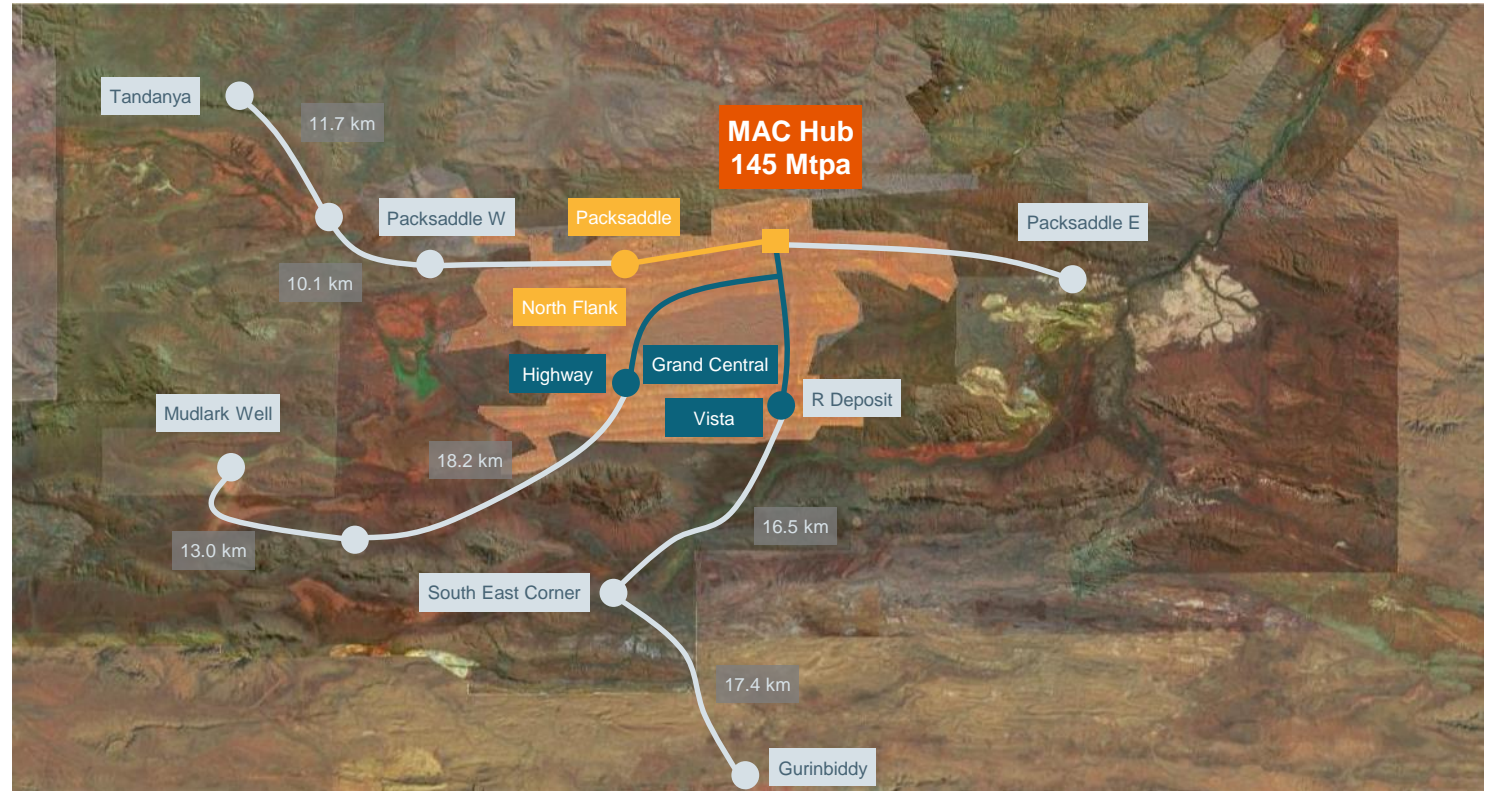 Tandanya
11.7 km
MAC Hub
145 Mtpa
Packsaddle W
Packsaddle
Packsaddle E
10.1 km
North Flank
Highway
Grand Central
R Deposit
Mudlark Well
Vista
18.2 km
16.5 km
13.0 km
South East Corner
17.4 km
Gurinbiddy